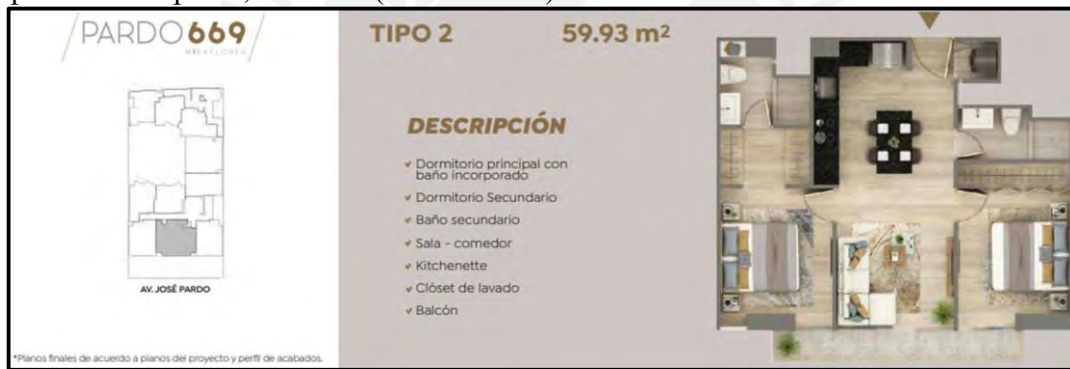 PARDO 669
MIRAFLORES
AV. JOSÉ PARDO
*Planos finales de acuerdo a planos del proyecto y perfil de acabados.
TIPO 2 59.93 m²
DESCRIPCIÓN
✓ Dormitorio principal con
baño incorporado
✓ Dormitorio Secundario
✓ Baño secundario
✓ Sala – comedor
✓ Kitchenette
✓ Clóset de lavado
✓ Balcón